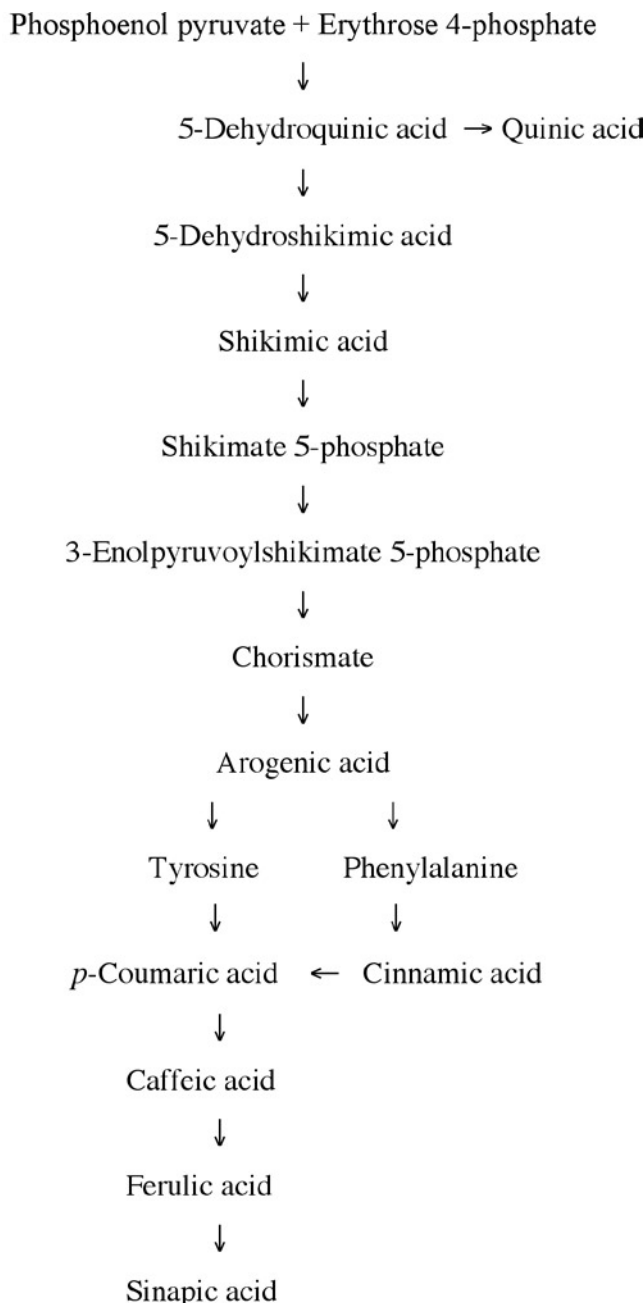 Phosphoenol pyruvate + Erythrose 4-phosphate
↓
5-Dehydroquinic acid → Quinic acid
↓
5-Dehydroshikimic acid
↓
Shikimic acid
↓
Shikimate 5-phosphate
↓
3-Enolpyruvoylshikimate 5-phosphate
↓
Chorismate
↓
Arogenic acid
↓ ↓
Tyrosine Phenylalanine
↓ ↓
p-Coumaric acid ← Cinnamic acid
↓
Caffeic acid
↓
Ferulic acid
↓
Sinapic acid